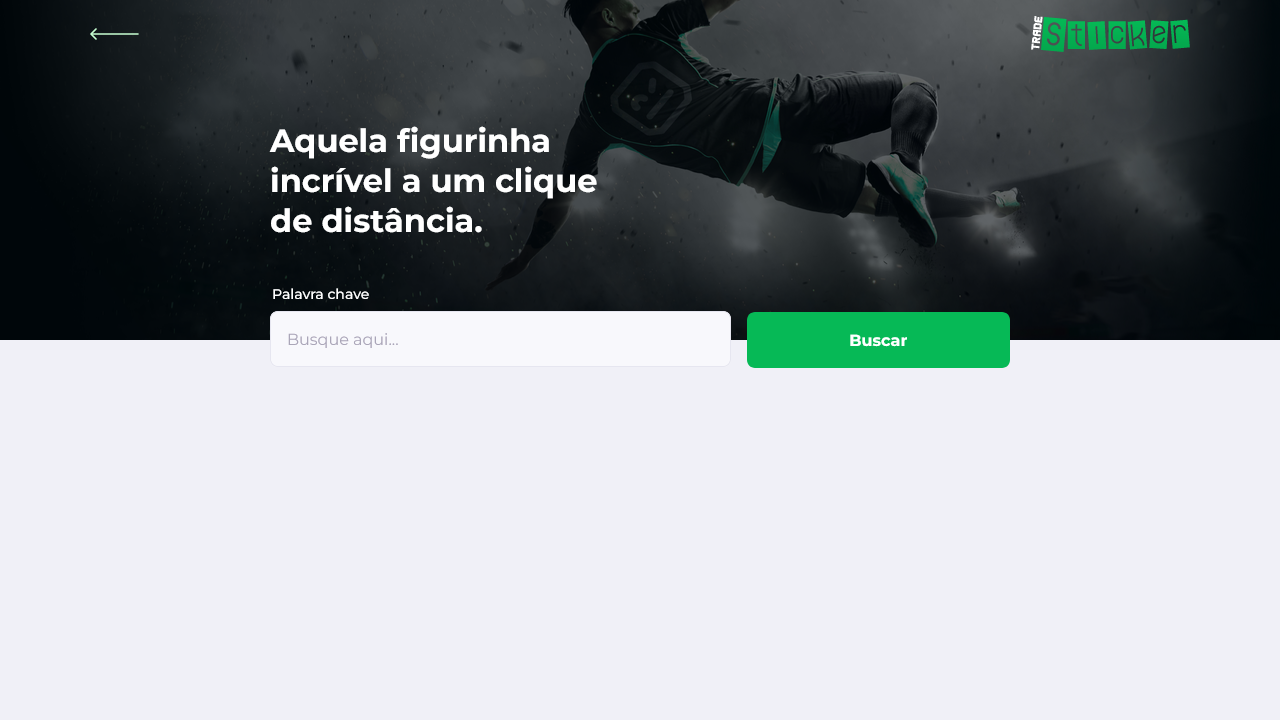 TRADE Sticker
Aquela figurinha
incrível a um clique
de distância.
Palavra chave
Busque aqui...
Buscar